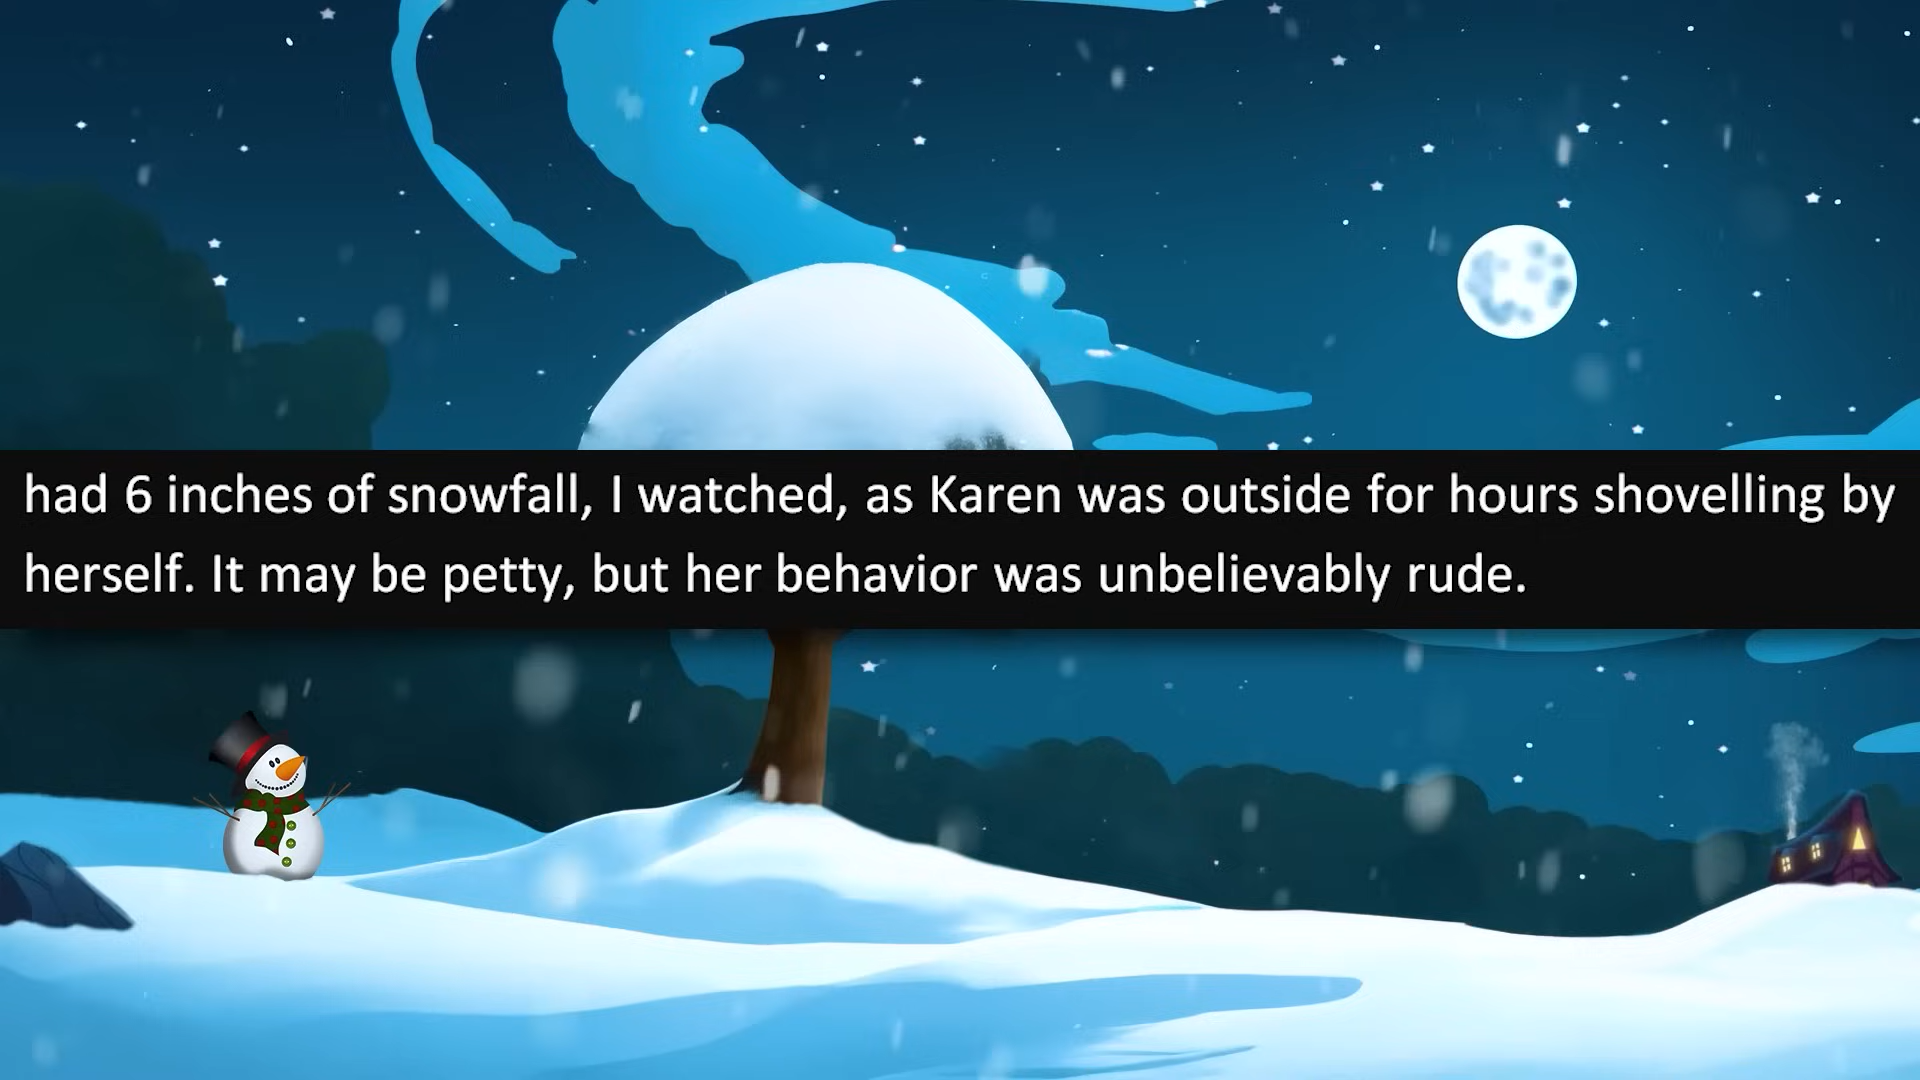 had 6 inches of snowfall, I watched, as Karen was outside for hours shovelling by
herself. It may be petty, but her behavior was unbelievably rude.